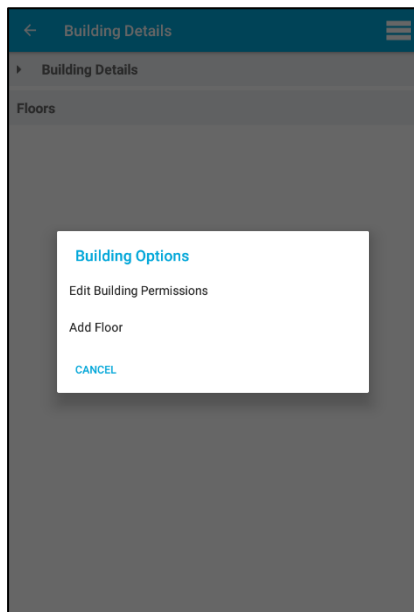 Building Details
Building Details
Floors
Building Options
Edit Building Permissions
Add Floor
CANCEL